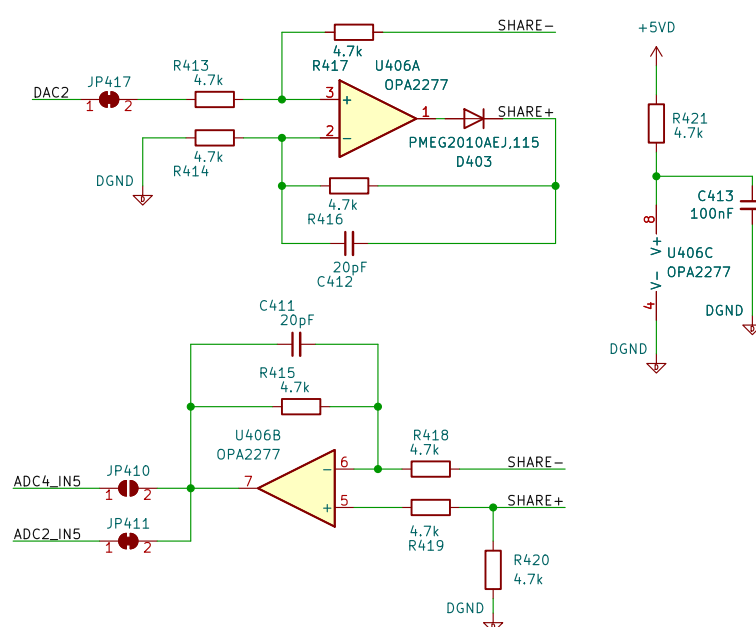 SHARE-
+5VD
4.7k
R413
4.7k
R417
U406A
OPA2277
JP417
DAC2
1
2
3
+
1
SHARE+
2
-
PMEG2010AEJ,115
D403
R421
4.7k
4.7k
R414
DGND
D
4.7k
R416
C413
100nF
8
V+
U406C
OPA2277
V-
4
20pF
C412
DGND
D
DGND
D
C411
20pF
R415
4.7k
U406B
OPA2277
R418
4.7k
6
-
SHARE-
JP410
ADC4_IN5
1
2
7
5
+
SHARE+
JP411
ADC2_IN5
1
2
4.7k
R419
R420
4.7k
DGND
D